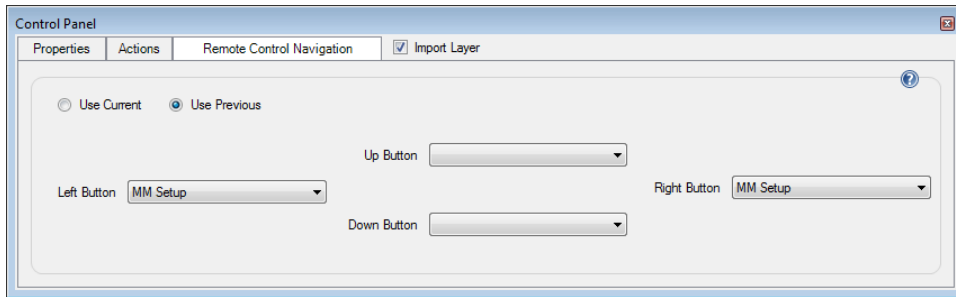 Control Panel
Properties Actions Remote Control Navigation Import Layer
?
Use Current Use Previous
Up Button
Left Button MM Setup Right Button MM Setup
Down Button